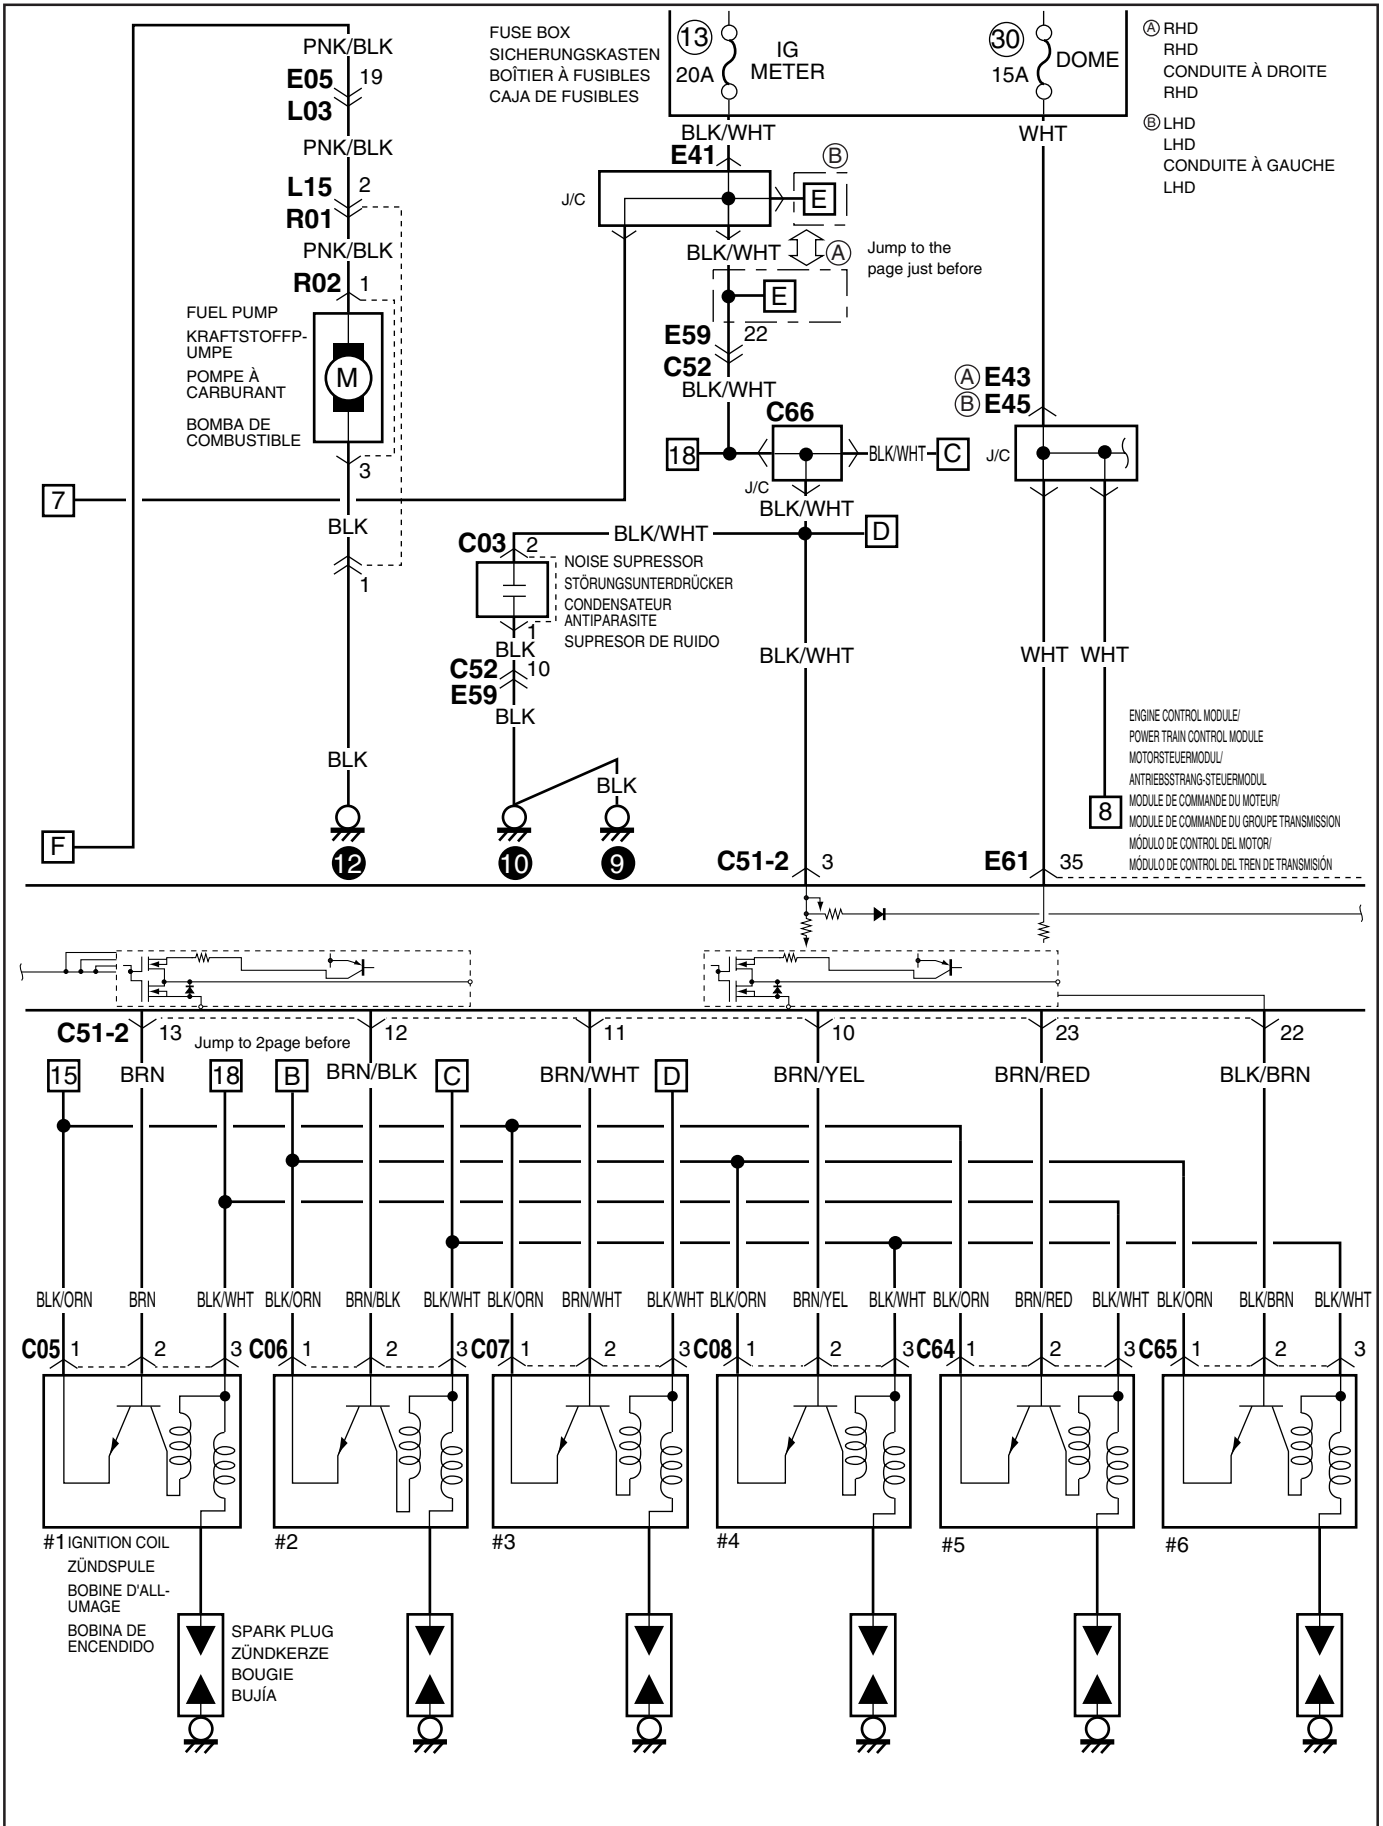 FUSE BOX
SICHERUNGSKASTEN
BOÎTIER À FUSIBLES
CAJA DE FUSIBLES
13
20A
IG
METER
30
15A
DOME
Ⓐ RHD
RHD
CONDUITE À DROITE
RHD
Ⓑ LHD
LHD
CONDUITE À GAUCHE
LHD
PNK/BLK
E05 19
L03
PNK/BLK
L15 2
R01
PNK/BLK
R02 1
FUEL PUMP
KRAFTSTOFFP-
UMPE
POMPE À
CARBURANT
BOMBA DE
COMBUSTIBLE
M
3
7
BLK
1
BLK
F
12
BLK/WHT
E41
J/C
Ⓑ
E
BLK/WHT
Ⓐ
Jump to the
page just before
E
E59 22
C52
BLK/WHT
C66
18
BLK/WHT
C
J/C
BLK/WHT
BLK/WHT
D
C03 2
NOISE SUPRESSOR
STÖRUNGSUNTERDRÜCKER
CONDENSATEUR
ANTIPARASITE
SUPRESOR DE RUIDO
1
BLK
C52 10
E59
BLK
BLK
10
9
BLK/WHT
WHT
Ⓐ E43
Ⓑ E45
J/C
WHT WHT
8
ENGINE CONTROL MODULE/
POWER TRAIN CONTROL MODULE
MOTORSTEUERMODUL/
ANTRIEBSSTRANG-STEUERMODUL
MODULE DE COMMANDE DU MOTEUR/
MODULE DE COMMANDE DU GROUPE TRANSMISSION
MÓDULO DE CONTROL DEL MOTOR/
MÓDULO DE CONTROL DEL TREN DE TRANSMISIÓN
C51-2 3
E61 35
C51-2 13 12 11 10 23 22
Jump to 2page before
15 BRN 18 B BRN/BLK C BRN/WHT D BRN/YEL BRN/RED BLK/BRN
BLK/ORN BRN BLK/WHT BLK/ORN BRN/BLK BLK/WHT BLK/ORN BRN/WHT BLK/WHT BLK/ORN BRN/YEL BLK/WHT BLK/ORN BRN/RED BLK/WHT BLK/ORN BLK/BRN BLK/WHT
C05 1 2 3 C06 1 2 3 C07 1 2 3 C08 1 2 3 C64 1 2 3 C65 1 2 3
#1 IGNITION COIL
ZÜNDSPULE
BOBINE D'ALL-
UMAGE
BOBINA DE
ENCENDIDO
#2 #3 #4 #5 #6
SPARK PLUG
ZÜNDKERZE
BOUGIE
BUJÍA